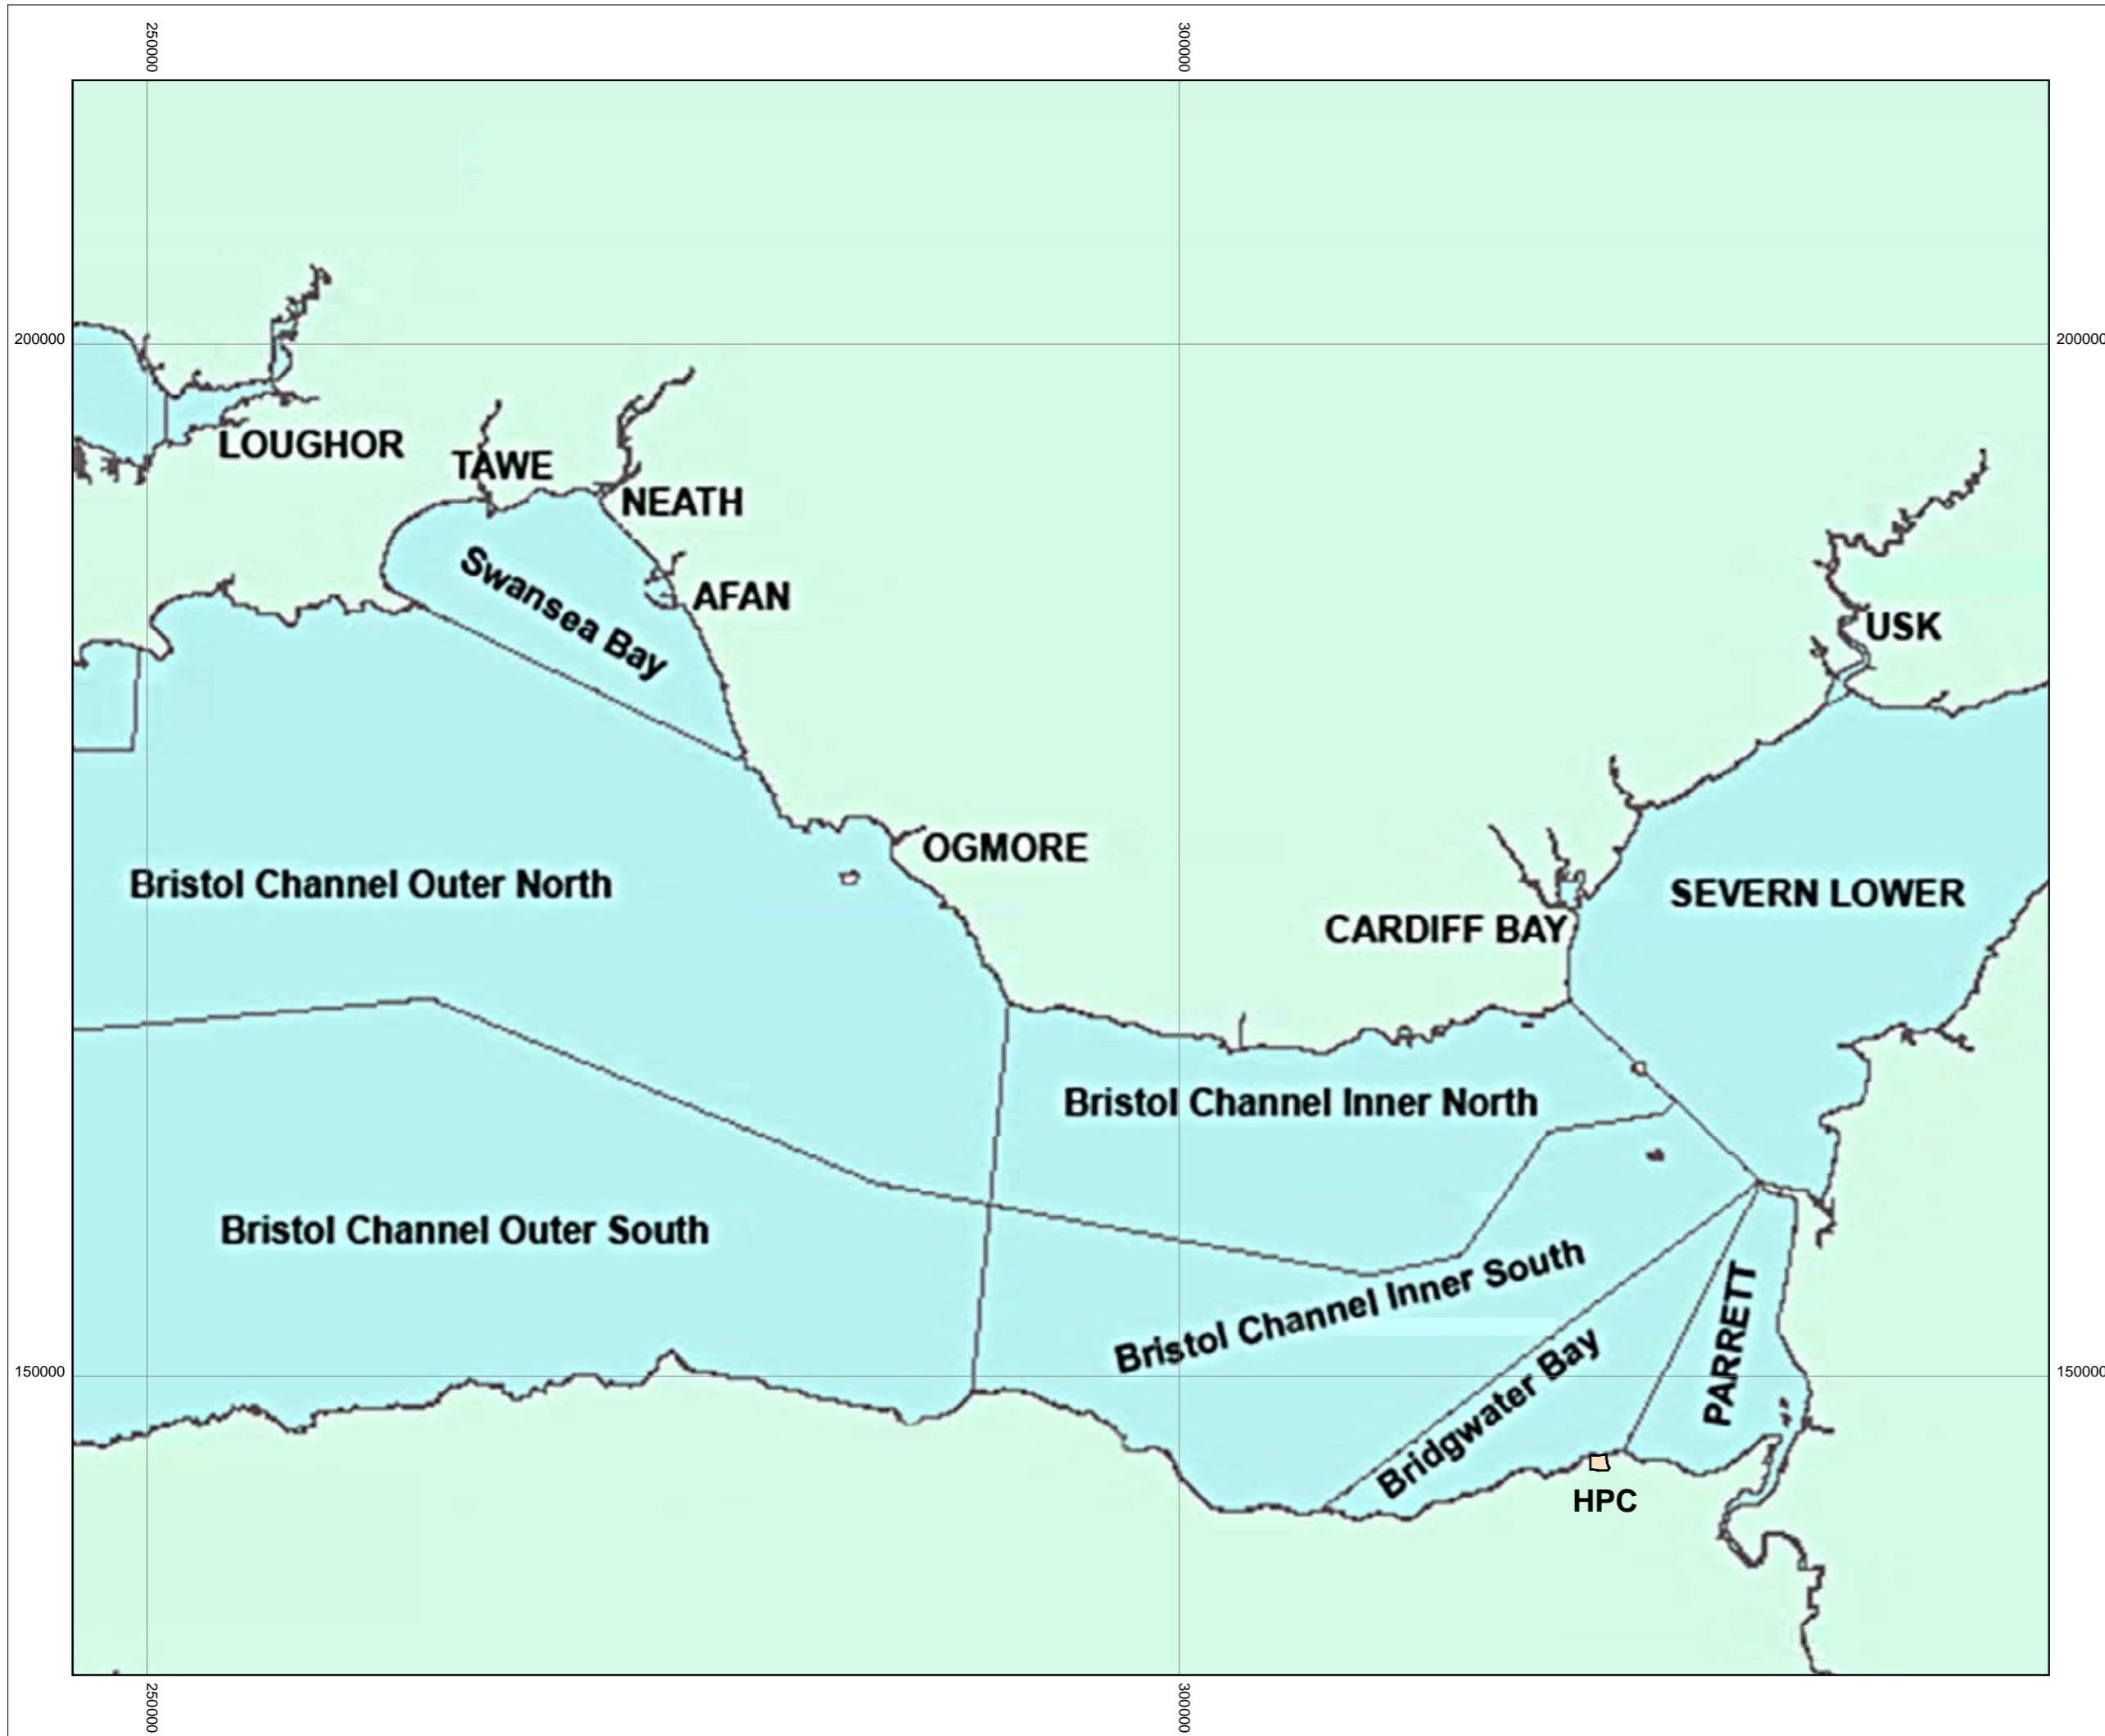 250000
300000
200000
200000
LOUGHOR
TAWE
NEATH
Swansea Bay
AFAN
USK
OGMORE
Bristol Channel Outer North
SEVERN LOWER
CARDIFF BAY
Bristol Channel Inner North
Bristol Channel Outer South
Bristol Channel Inner South
PARRETT
150000
150000
Bridgwater Bay
HPC
250000
300000